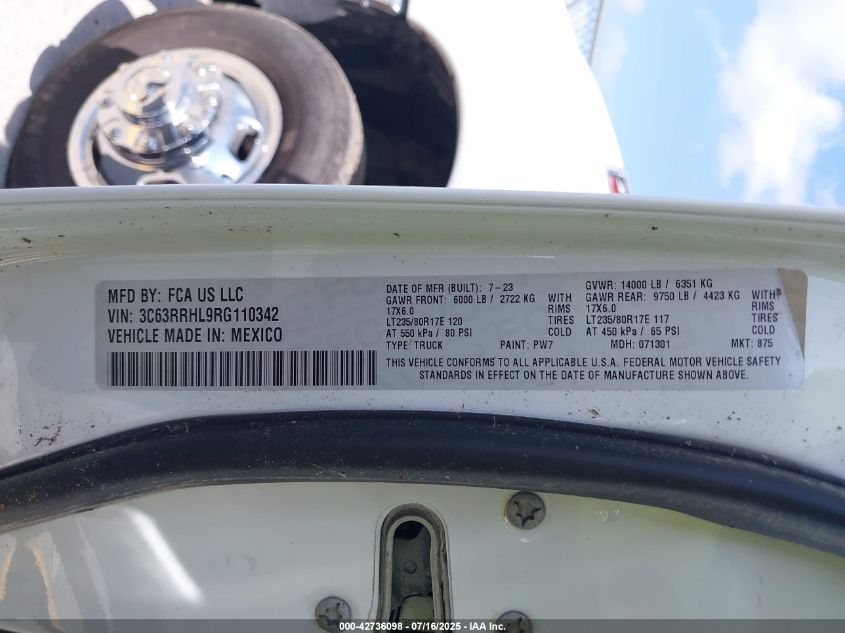 MFD BY: FCA US LLC
VIN: 3C63RRHL9RG110342
VEHICLE MADE IN: MEXICO
DATE OF MFR (BUILT): 7-23
GAWR FRONT: 6000 LB / 2722 KG WITH
17X6.0 RIMS
LT235/80R17E 120 TIRES
AT 550 kPa / 80 PSI COLD
TYPE: TRUCK PAINT: PW7
GVWR: 14000 LB / 6351 KG
GAWR REAR: 9750 LB / 4423 KG WITH
17X6.0 RIMS
LT235/80R17E 117 TIRES
AT 450 kPa / 65 PSI COLD
MDH: 071301 MKT: 875
THIS VEHICLE CONFORMS TO ALL APPLICABLE U.S.A. FEDERAL MOTOR VEHICLE SAFETY
STANDARDS IN EFFECT ON THE DATE OF MANUFACTURE SHOWN ABOVE.
000-42736098 - 07/16/2025 - IAA Inc.